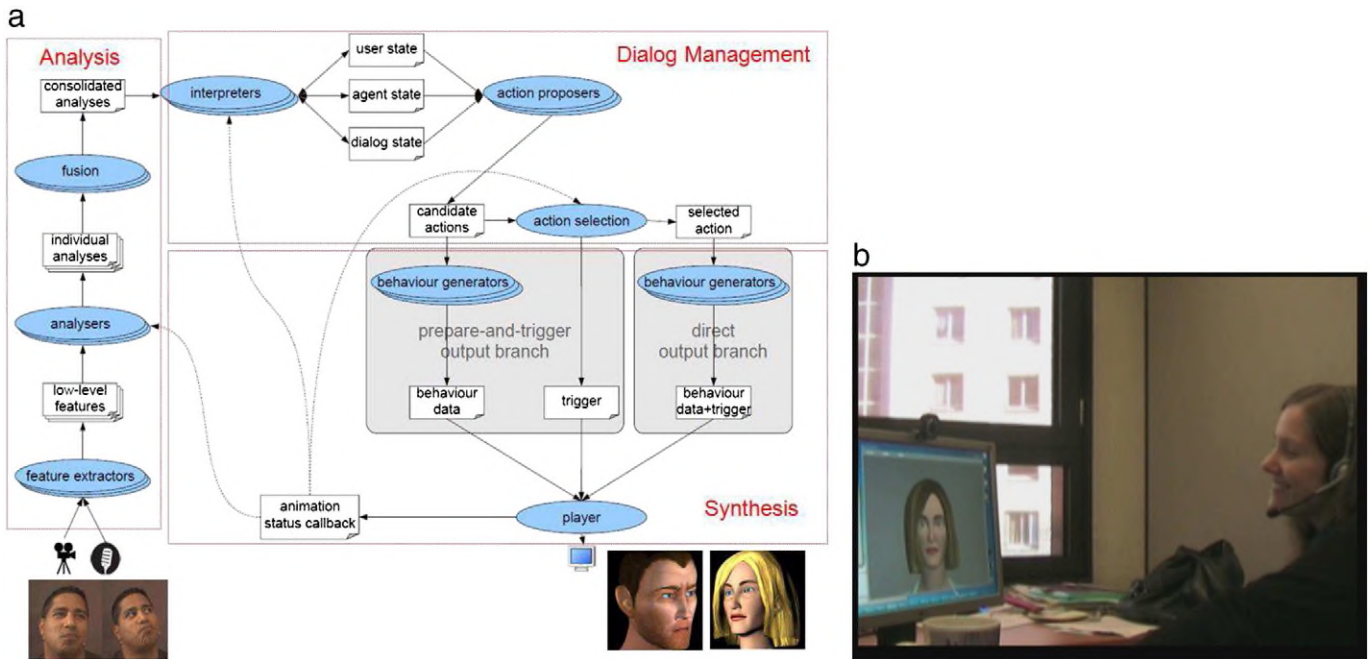 a
Analysis
consolidated
analyses
fusion
individual
analyses
analysers
low-level
features
feature extractors
Dialog Management
interpreters
user state
agent state
dialog state
action proposers
candidate
actions
action selection
selected
action
behaviour generators
prepare-and-trigger
output branch
behaviour
data
trigger
behaviour generators
direct
output branch
behaviour
data+trigger
animation
status callback
player
Synthesis
b